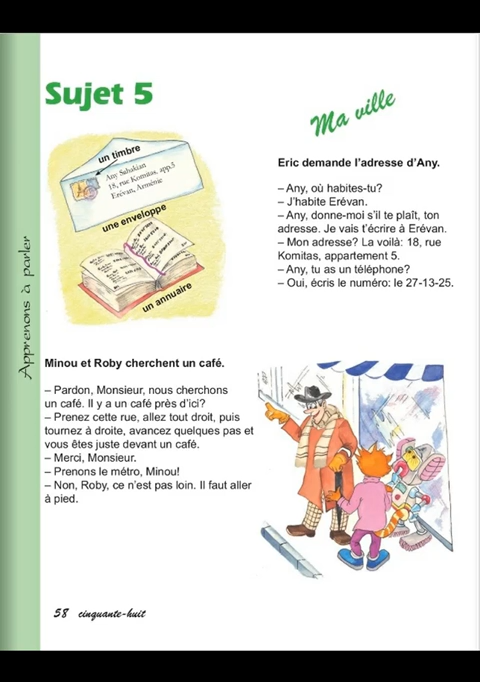 Sujet 5
Ma ville
un timbre
Any Sahakian
18, rue Komitas, app.5
Erévan, Arménie
une enveloppe
un annuaire
Eric demande l'adresse d'Any.
– Any, où habites-tu?
– J'habite Erévan.
– Any, donne-moi s'il te plaît, ton
adresse. Je vais t'écrire à Erévan.
– Mon adresse? La voilà: 18, rue
Komitas, appartement 5.
– Any, tu as un téléphone?
– Oui, écris le numéro: le 27-13-25.
Apprenons à parler
Minou et Roby cherchent un café.
– Pardon, Monsieur, nous cherchons
un café. Il y a un café près d'ici?
– Prenez cette rue, allez tout droit, puis
tournez à droite, avancez quelques pas et
vous êtes juste devant un café.
– Merci, Monsieur.
– Prenons le métro, Minou!
– Non, Roby, ce n'est pas loin. Il faut aller
à pied.
58 cinquante-huit